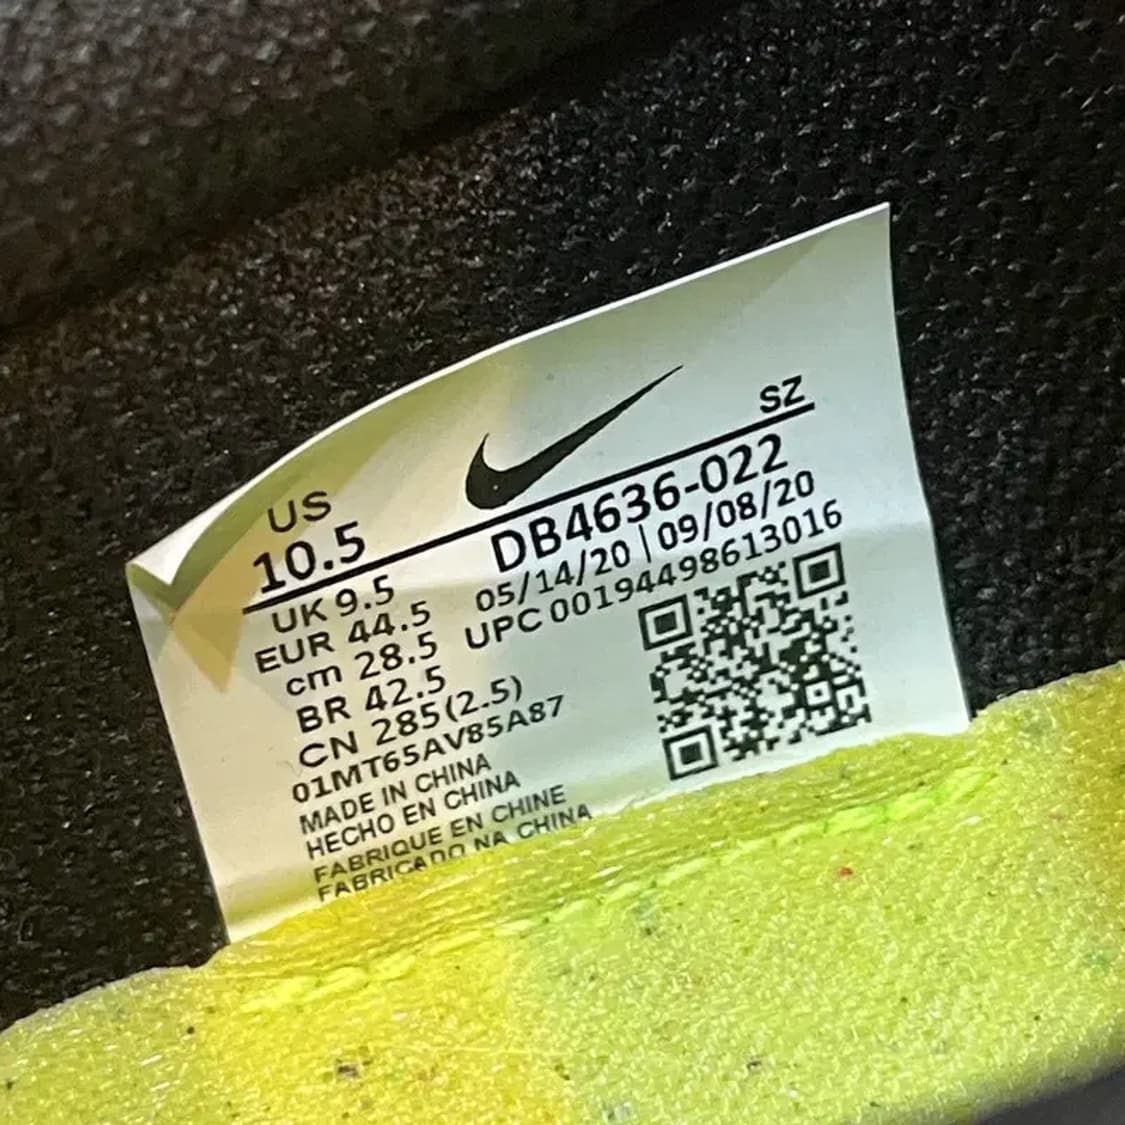 SZ
US
10.5
DB4636-022
05/14/20 | 09/08/20
UPC 00194498613016
UK 9.5
EUR 44.5
cm 28.5
BR 42.5
CN 285(2.5)
01MT65AV85A87
MADE IN CHINA
HECHO EN CHINA
FABRIQUE EN CHINE
FABRICADO NA CHINA